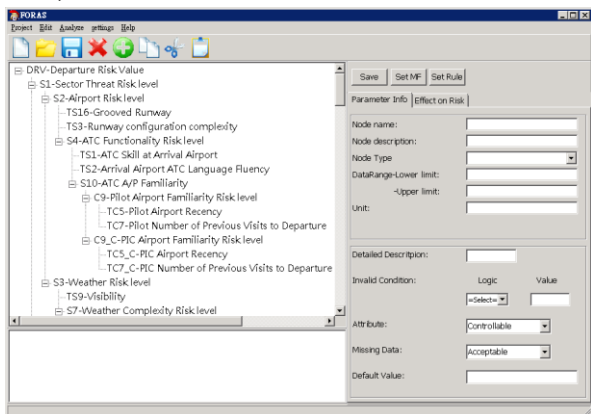 FORAS
Project Edit Analyze settings Help
DRV-Departure Risk Value
S1-Sector Threat Risk level
S2-Airport Risk level
TS16-Grooved Runway
TS3-Runway configuration complexity
S4-ATC Functionality Risk level
TS1-ATC Skill at Arrival Airport
TS2-Arrival Airport ATC Language Fluency
S10-ATC A/P Familiarity
C9-Pilot Airport Familiarity Risk level
TC5-Pilot Airport Recency
TC7-Pilot Number of Previous Visits to Departure
C9_C-PIC Airport Familiarity Risk level
TC5_C-PIC Airport Recency
TC7_C-PIC Number of Previous Visits to Departure
S3-Weather Risk level
TS9-Visibility
S7-Weather Complexity Risk level
Save Set MF Set Rule
Parameter Info Effect on Risk
Node name:
Node description:
Node Type
DataRange-Lower limit:
-Upper limit:
Unit:
Detailed Descritpion:
Invalid Condition: Logic Value
=Select=
Attribute: Controllable
Missing Data: Acceptable
Default Value: